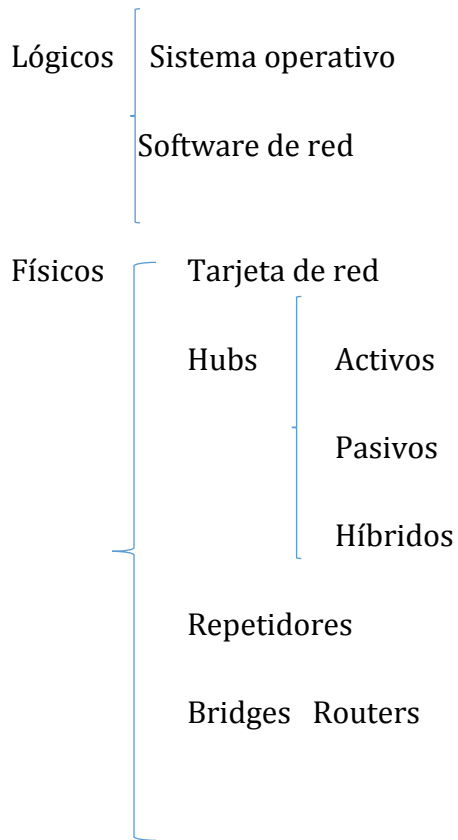 Lógicos Sistema operativo
Software de red
Físicos Tarjeta de red
Hubs Activos
Pasivos
Híbridos
Repetidores
Bridges Routers